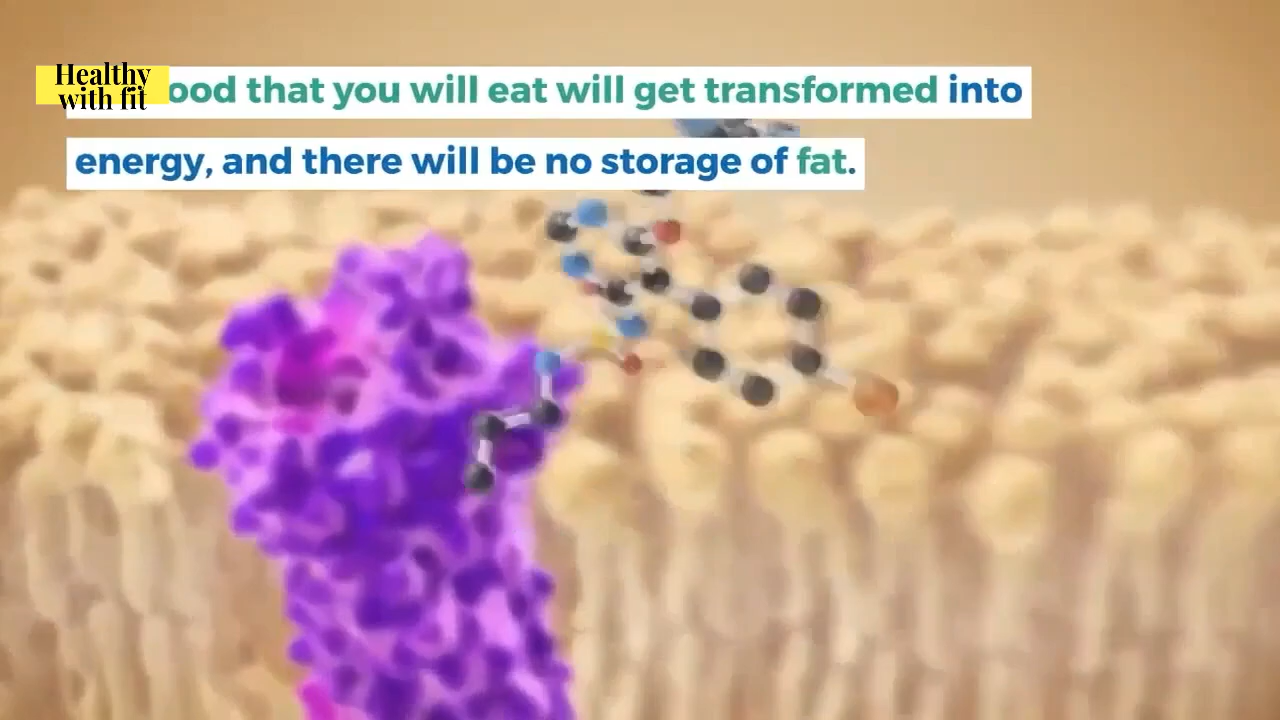 Healthy
with fit
ood that you will eat will get transformed into
energy, and there will be no storage of fat.